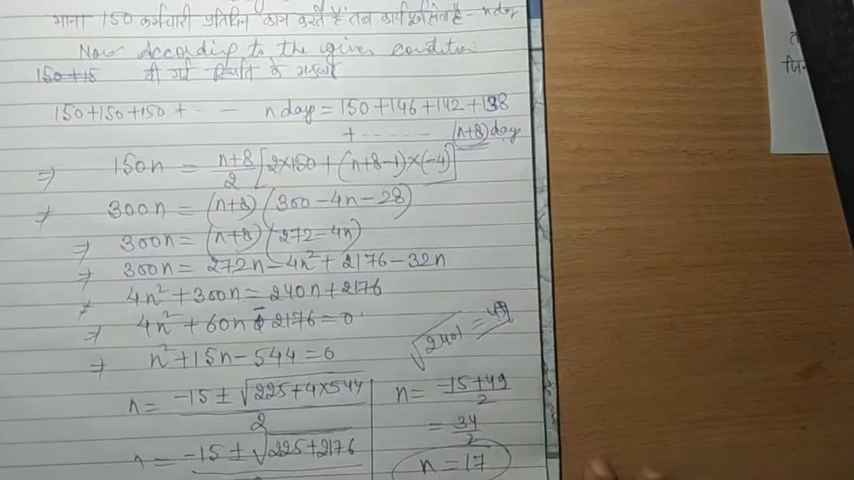 माना 150 कर्मचारी प्रतिदिन काम करते हैं तब कार्य n day
Now according to the given condition
150+15 दी गई स्थिति के अनुसार
150+150+150 + - - - n day = 150+146+142+138
+ ------ (n+8) day
⇒ 150n = n+8/2 [2×150 + (n+8-1)×(-4)]
⇒ 300n = (n+8) (300-4n-28)
⇒ 300n = (n+8) (272-4n)
⇒ 300n = 272n - 4n² + 2176 - 32n
⇒ 4n² + 300n = 240n + 2176
⇒ 4n² + 60n - 2176 = 0
√2401 = 49
⇒ n² + 15n - 544 = 0
n = -15 ± √225+4×544 / 2
n = -15 ± √225+2176
n = -15+49/2
= 34/2
n = 17